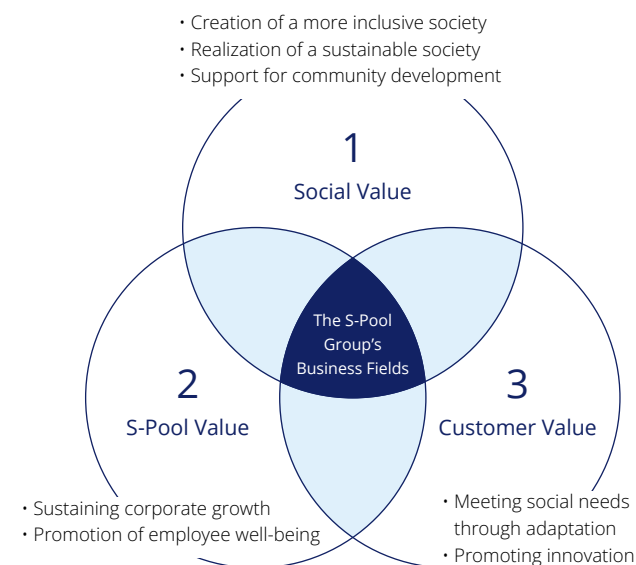 ・Creation of a more inclusive society
・Realization of a sustainable society
・Support for community development
1
Social Value
The S-Pool
Group’s
Business Fields
2
S-Pool Value
3
Customer Value
・Sustaining corporate growth
・Promotion of employee well-being
・Meeting social needs
through adaptation
・Promoting innovation